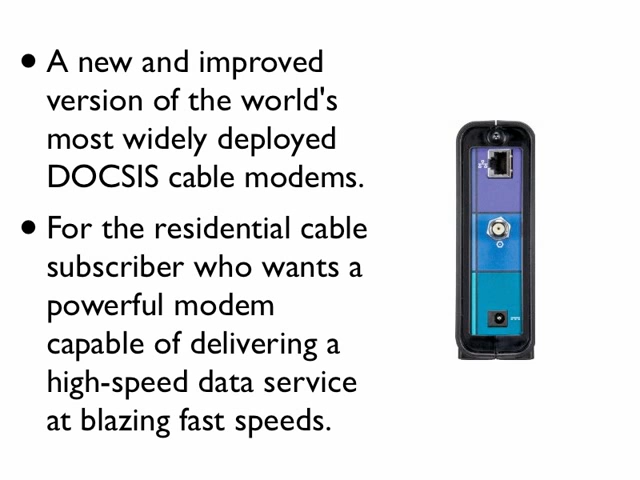 • A new and improved
version of the world's
most widely deployed
DOCSIS cable modems.
• For the residential cable
subscriber who wants a
powerful modem
capable of delivering a
high-speed data service
at blazing fast speeds.